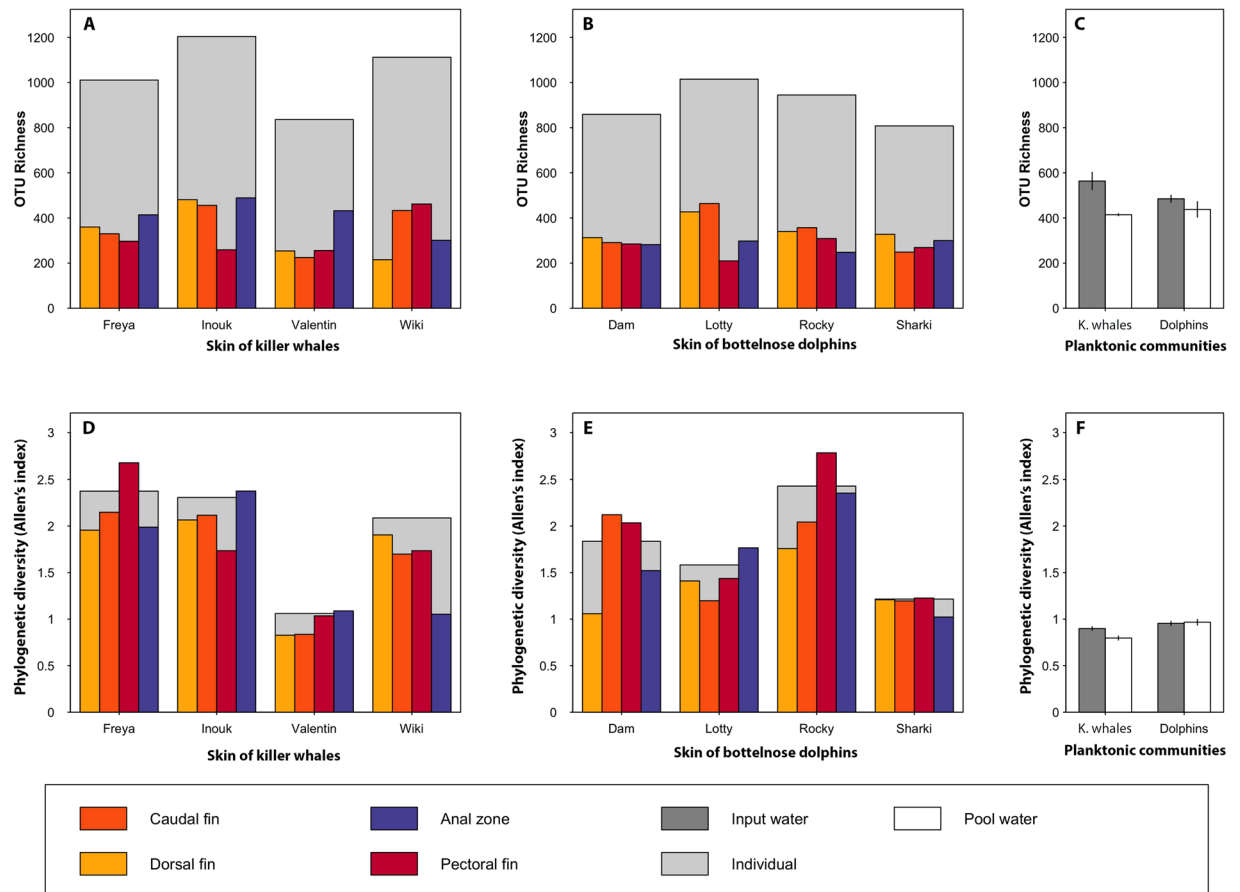 A
B
C
OTU Richness
1200
1000
800
600
400
200
0
Freya Inouk Valentin Wiki
Skin of killer whales
OTU Richness
1200
1000
800
600
400
200
0
Dam Lotty Rocky Sharki
Skin of bottelnose dolphins
OTU Richness
1200
1000
800
600
400
200
0
K. whales Dolphins
Planktonic communities
D
E
F
Phylogenetic diversity (Allen's index)
3
2.5
2
1.5
1
0.5
0
Freya Inouk Valentin Wiki
Skin of killer whales
Phylogenetic diversity (Allen's index)
3
2.5
2
1.5
1
0.5
0
Dam Lotty Rocky Sharki
Skin of bottelnose dolphins
Phylogenetic diversity (Allen's index)
3
2.5
2
1.5
1
0.5
0
K. whales Dolphins
Planktonic communities
Caudal fin Anal zone Input water Pool water
Dorsal fin Pectoral fin Individual